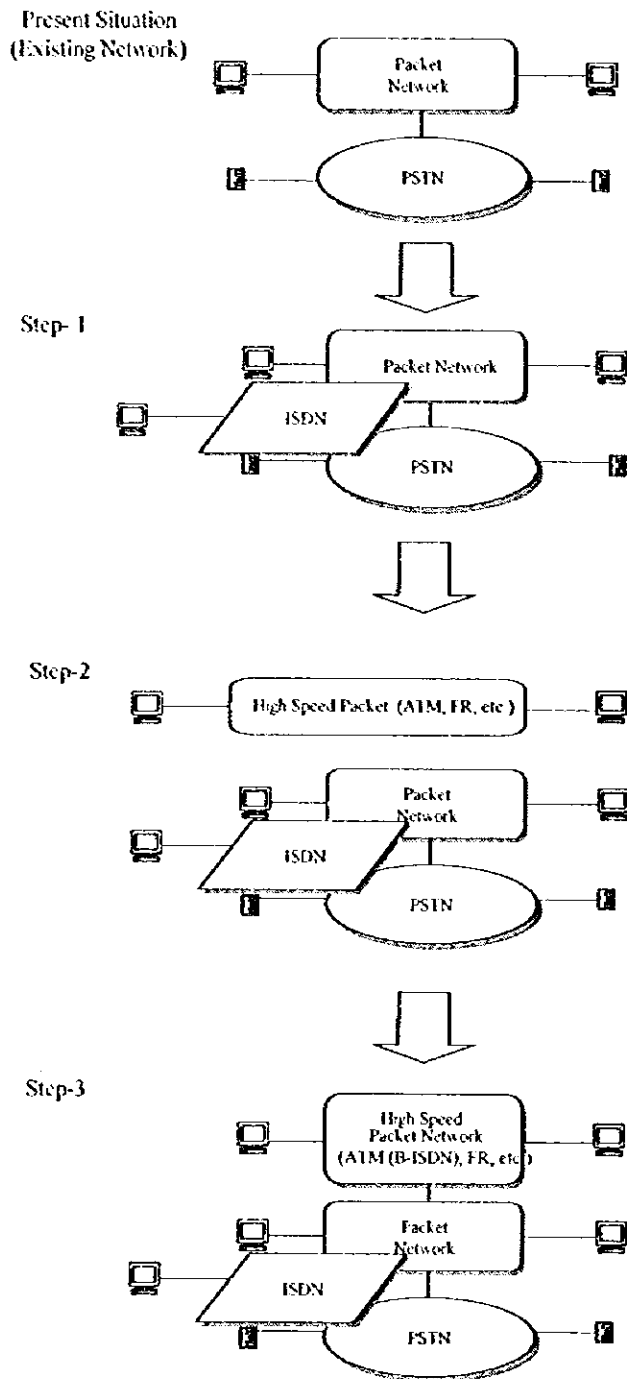 Present Situation
(Existing Network)
Packet
Network
PSTN
Step- 1
Packet Network
ISDN
PSTN
Step-2
High Speed Packet (ATM, FR, etc )
Packet
Network
ISDN
PSTN
Step-3
High Speed
Packet Network
(ATM (B-ISDN), FR, etc )
Packet
Network
ISDN
PSTN